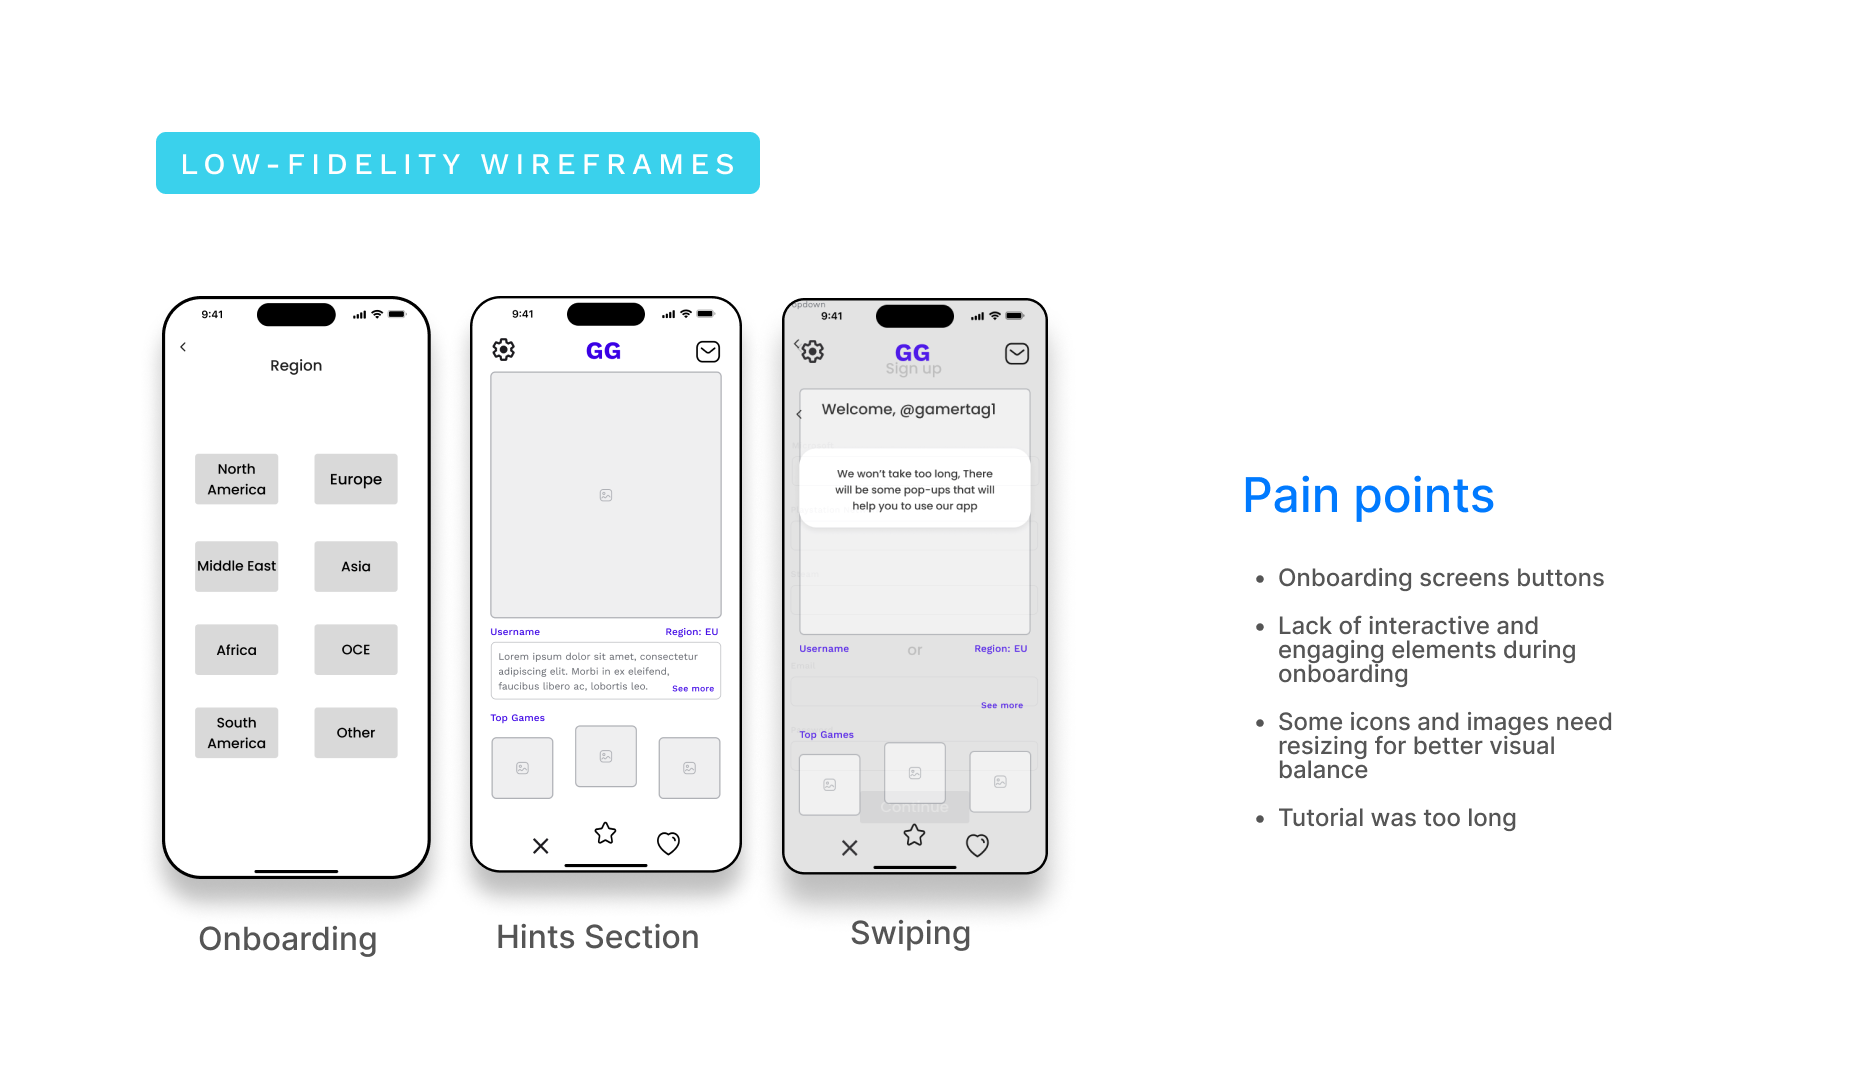 LOW-FIDELITY WIREFRAMES
9:41
Region
North
America
Europe
Middle East
Asia
Africa
OCE
South
America
Other
Onboarding
9:41
GG
Username
Region: EU
Lorem ipsum dolor sit amet, consectetur
adipiscing elit. Morbi in ex eleifend,
faucibus libero ac, lobortis leo.
See more
Top Games
Hints Section
opdown
9:41
GG
Sign up
Welcome, @gamertag1
We won't take too long, There
will be some pop-ups that will
help you to use our app
Username
or
Region: EU
Email
See more
Top Games
Continue
Swiping
Pain points
• Onboarding screens buttons
• Lack of interactive and
engaging elements during
onboarding
• Some icons and images need
resizing for better visual
balance
• Tutorial was too long